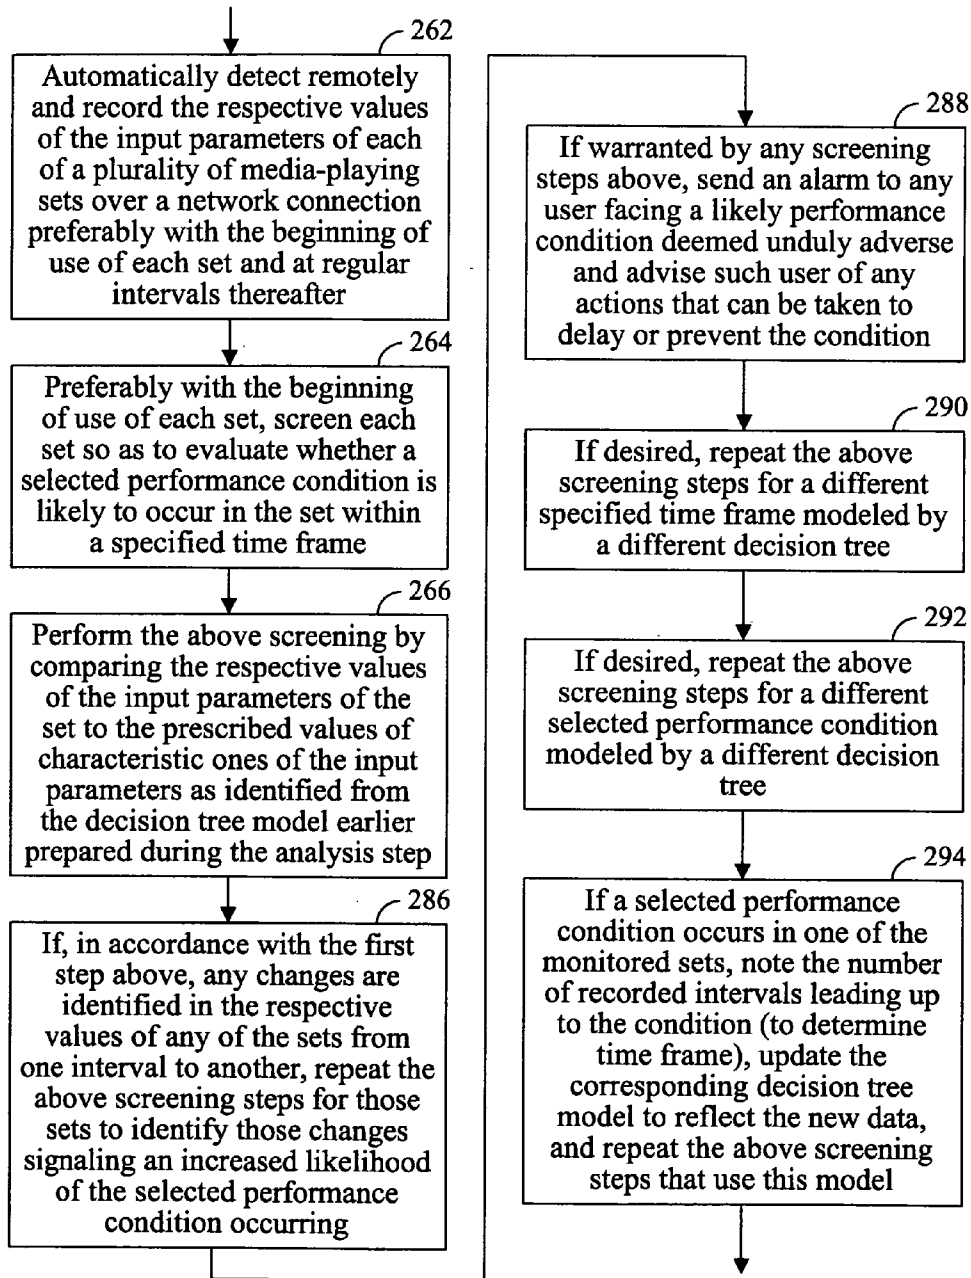 262
Automatically detect remotely
and record the respective values
of the input parameters of each
of a plurality of media-playing
sets over a network connection
preferably with the beginning of
use of each set and at regular
intervals thereafter
264
Preferably with the beginning
of use of each set, screen each
set so as to evaluate whether a
selected performance condition is
likely to occur in the set within
a specified time frame
266
Perform the above screening by
comparing the respective values
of the input parameters of the
set to the prescribed values of
characteristic ones of the input
parameters as identified from
the decision tree model earlier
prepared during the analysis step
286
If, in accordance with the first
step above, any changes are
identified in the respective
values of any of the sets from
one interval to another, repeat the
above screening steps for those
sets to identify those changes
signaling an increased likelihood
of the selected performance
condition occurring
288
If warranted by any screening
steps above, send an alarm to any
user facing a likely performance
condition deemed unduly adverse
and advise such user of any
actions that can be taken to
delay or prevent the condition
290
If desired, repeat the above
screening steps for a different
specified time frame modeled by
a different decision tree
292
If desired, repeat the above
screening steps for a different
selected performance condition
modeled by a different decision
tree
294
If a selected performance
condition occurs in one of the
monitored sets, note the number
of recorded intervals leading up
to the condition (to determine
time frame), update the
corresponding decision tree
model to reflect the new data,
and repeat the above screening
steps that use this model